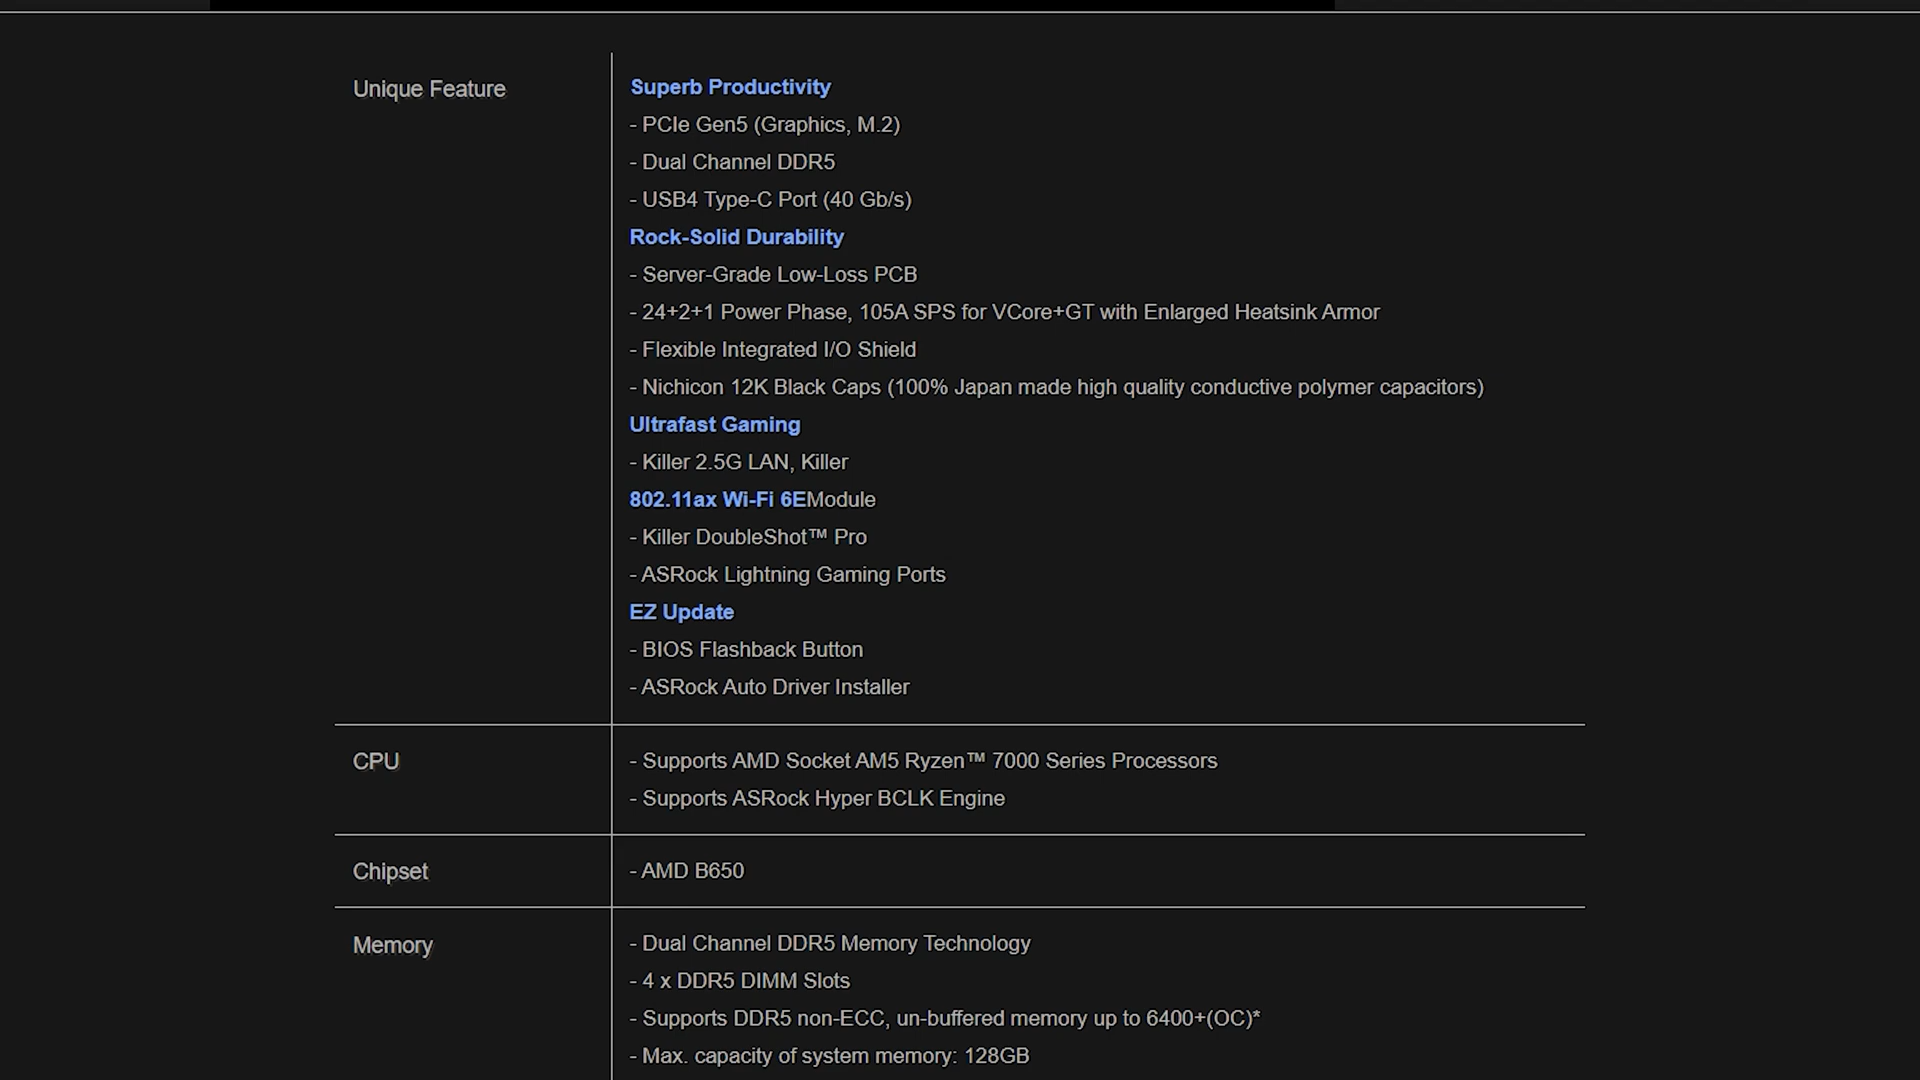 Unique Feature
Superb Productivity
- PCIe Gen5 (Graphics, M.2)
- Dual Channel DDR5
- USB4 Type-C Port (40 Gb/s)
Rock-Solid Durability
- Server-Grade Low-Loss PCB
- 24+2+1 Power Phase, 105A SPS for VCore+GT with Enlarged Heatsink Armor
- Flexible Integrated I/O Shield
- Nichicon 12K Black Caps (100% Japan made high quality conductive polymer capacitors)
Ultrafast Gaming
- Killer 2.5G LAN, Killer
802.11ax Wi-Fi 6EModule
- Killer DoubleShot™ Pro
- ASRock Lightning Gaming Ports
EZ Update
- BIOS Flashback Button
- ASRock Auto Driver Installer
CPU
- Supports AMD Socket AM5 Ryzen™ 7000 Series Processors
- Supports ASRock Hyper BCLK Engine
Chipset
- AMD B650
Memory
- Dual Channel DDR5 Memory Technology
- 4 x DDR5 DIMM Slots
- Supports DDR5 non-ECC, un-buffered memory up to 6400+(OC)*
- Max. capacity of system memory: 128GB